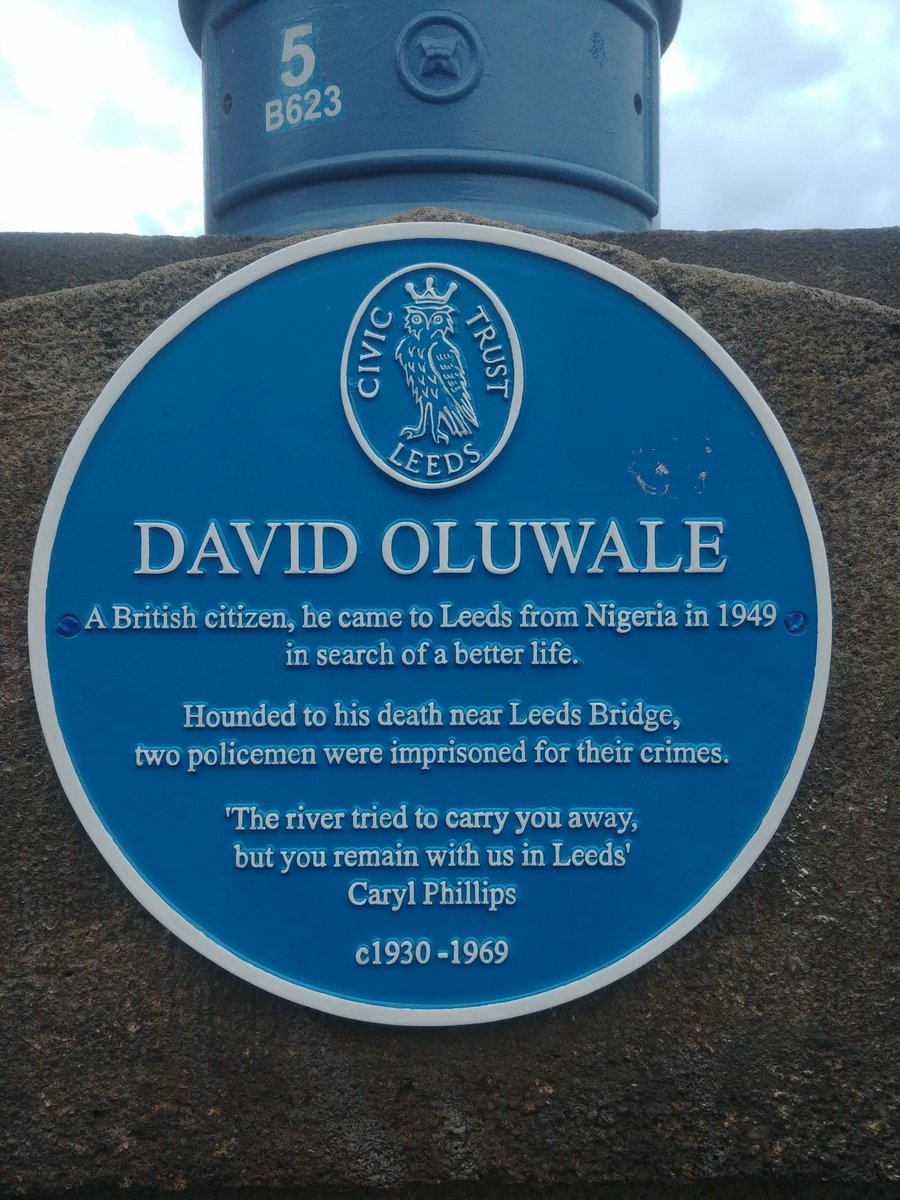 5
B623
CIVIC TRUST
LEEDS
DAVID OLUWALE
A British citizen, he came to Leeds from Nigeria in 1949
in search of a better life.
Hounded to his death near Leeds Bridge,
two policemen were imprisoned for their crimes.
'The river tried to carry you away,
but you remain with us in Leeds'
Caryl Phillips
c1930 -1969